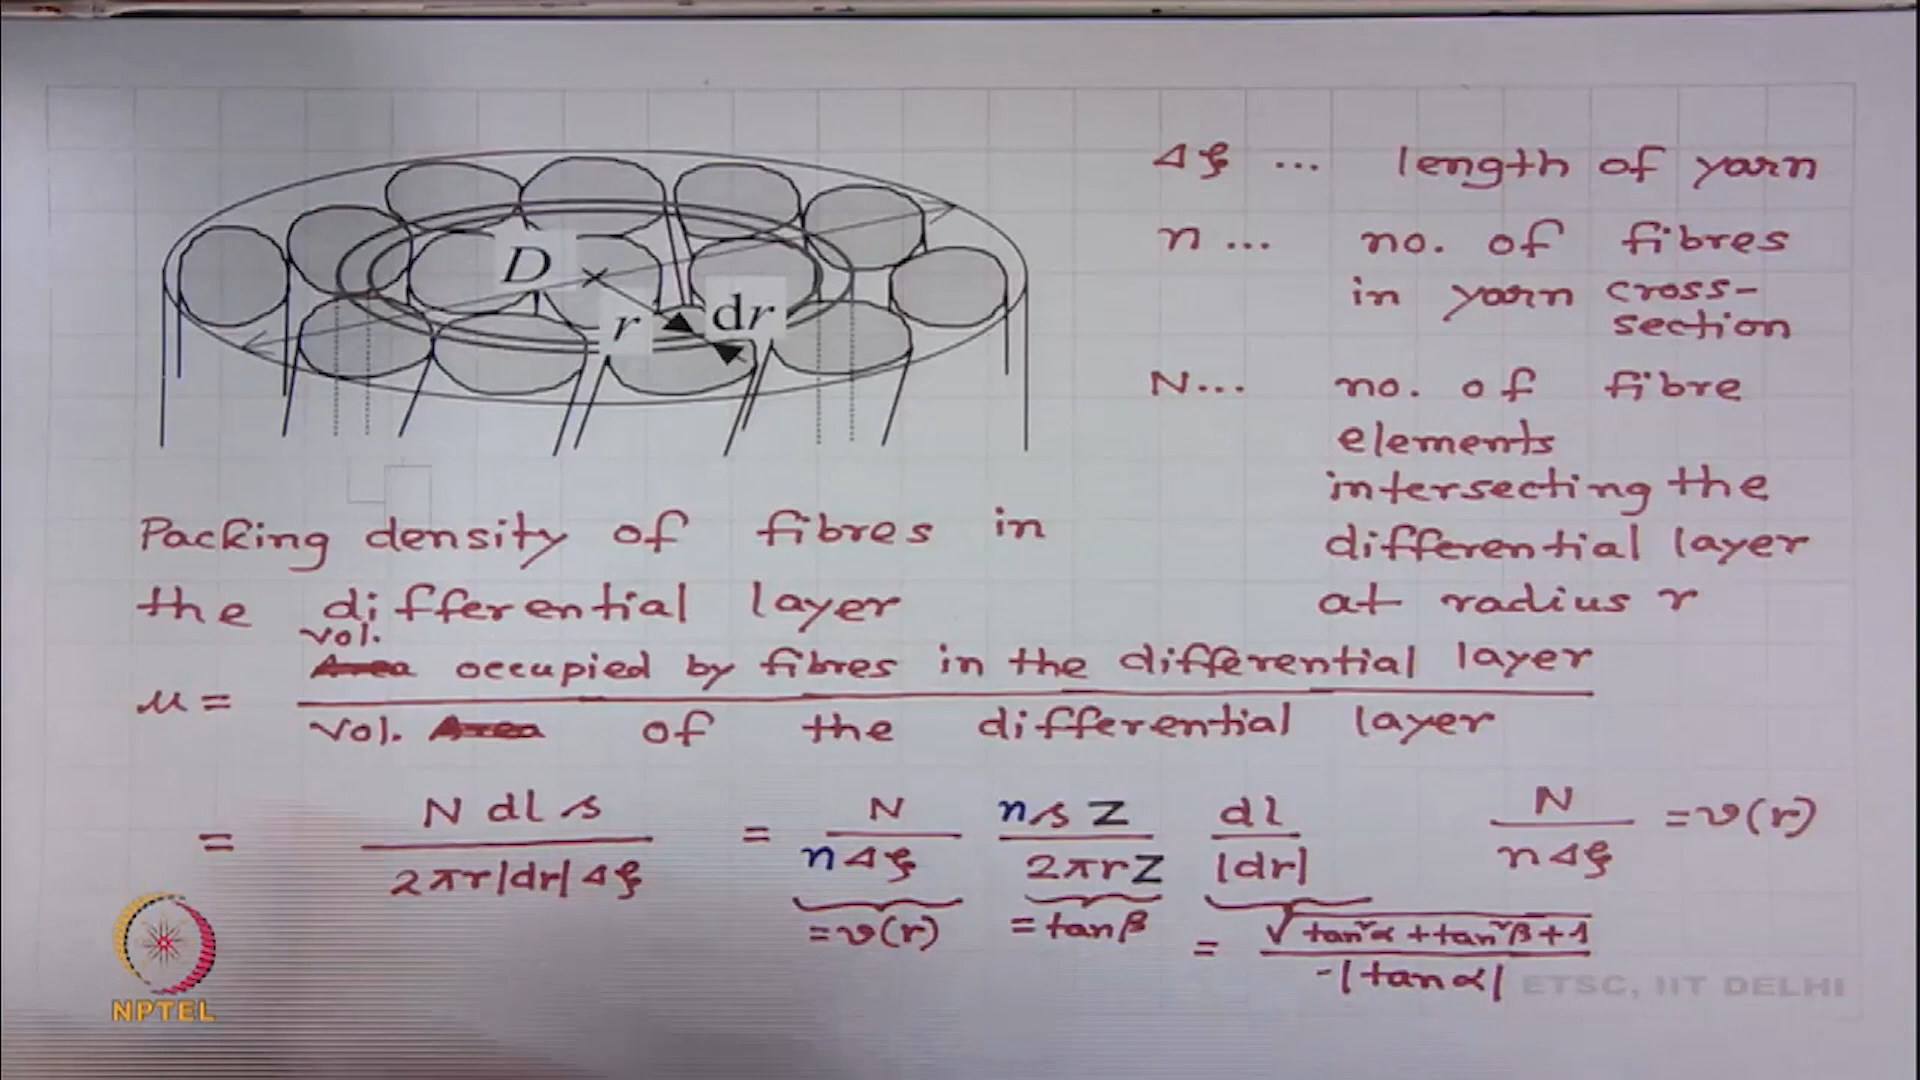 D
r
dr
Δξ ... length of yarn
n... no. of fibres
in yarn cross-
section
N... no. of fibre
elements
intersecting the
differential layer
at radius r
Packing density of fibres in
the differential layer
μ = vol. Area occupied by fibres in the differential layer
vol. Area of the differential layer
= N dl s / 2πr|dr|Δξ = N / nΔξ  n s Z / 2πrZ  dl / |dr|  N / nΔξ = ν(r)
= ν(r) = tanβ = √tan²α + tan²β + 1 / -|tanα|
NPTEL
ETSC, IIT DELHI